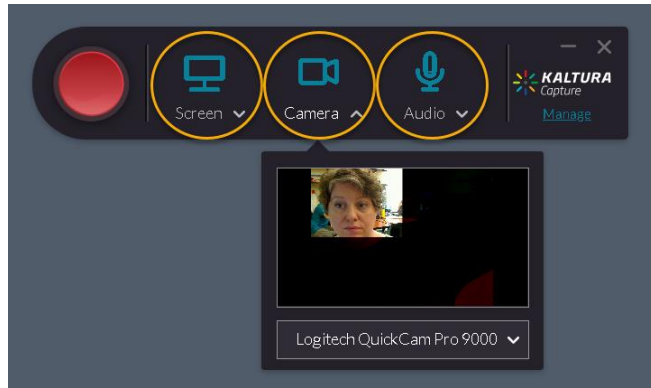 Screen
Camera
Audio
KALTURA
Capture
Manage
Logitech QuickCam Pro 9000